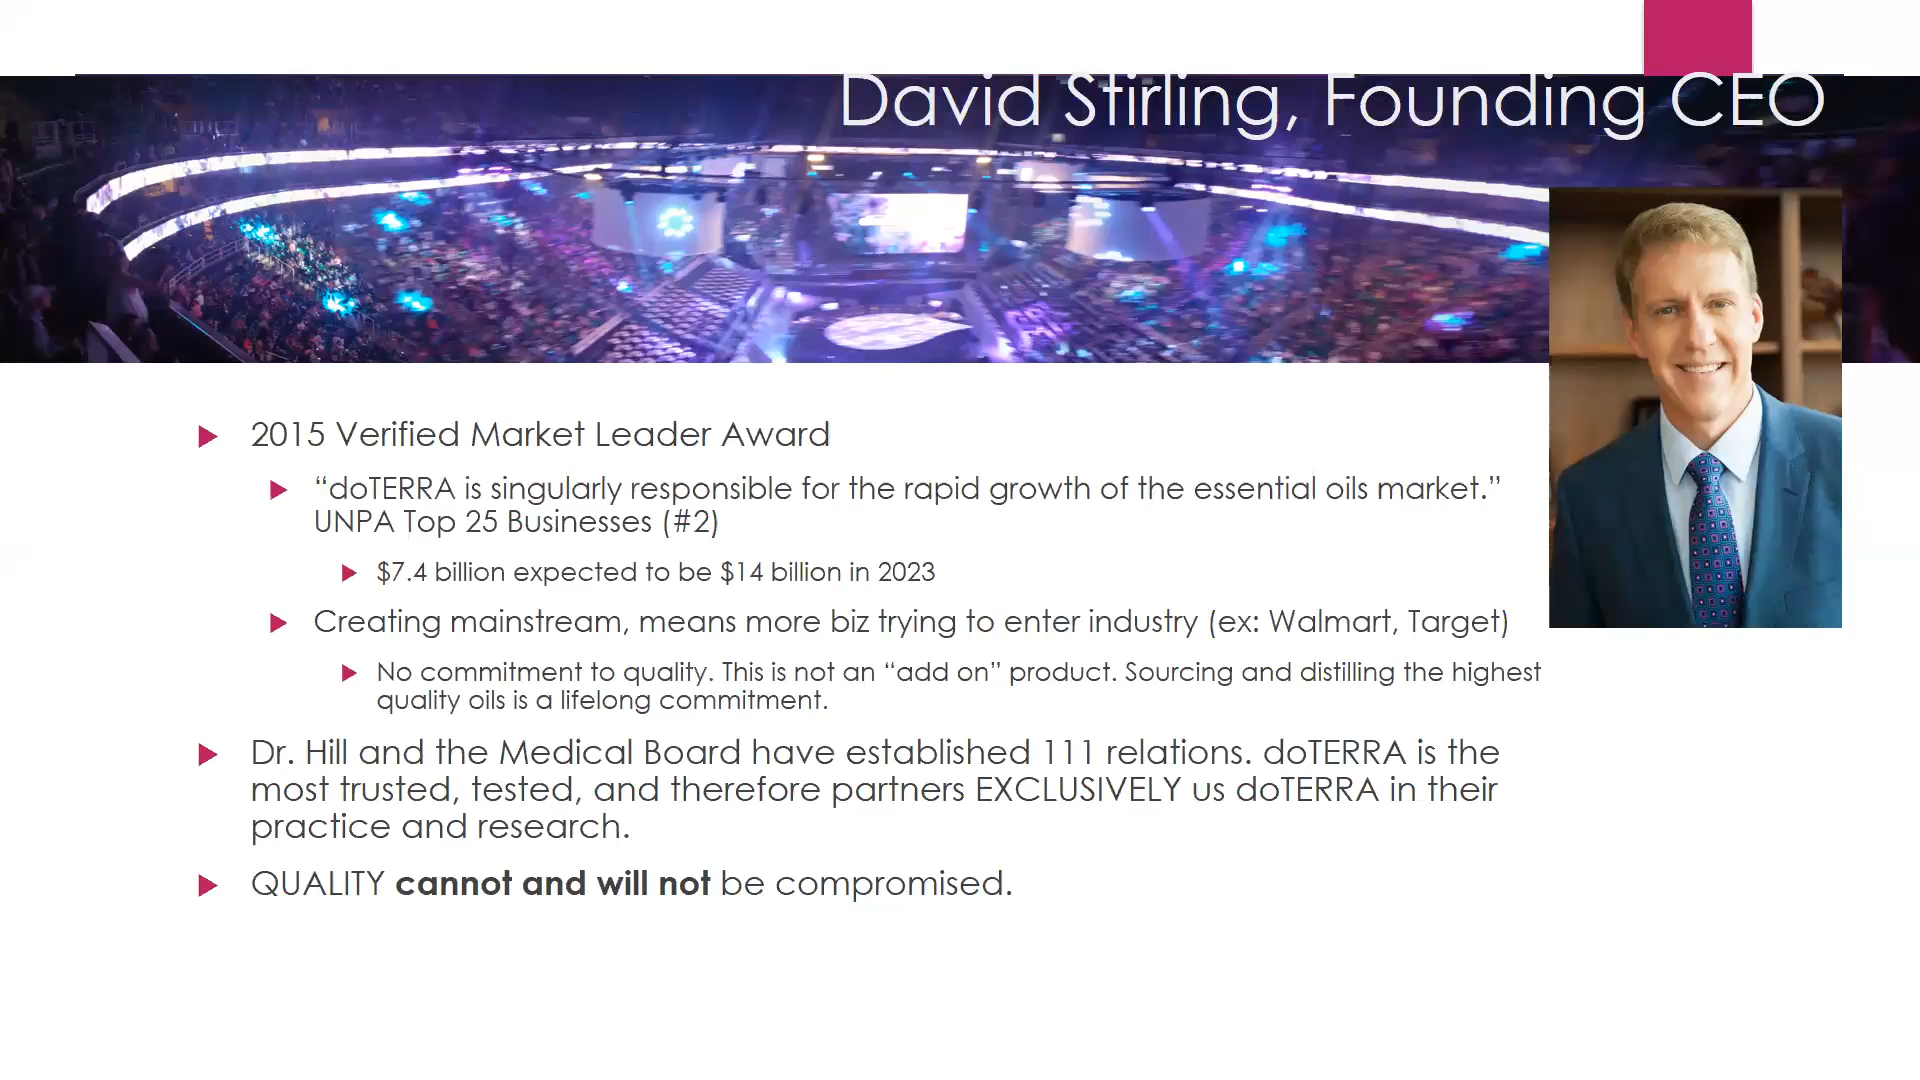 David Stirling, Founding CEO
2015 Verified Market Leader Award
“doTERRA is singularly responsible for the rapid growth of the essential oils market.”
UNPA Top 25 Businesses (#2)
$7.4 billion expected to be $14 billion in 2023
Creating mainstream, means more biz trying to enter industry (ex: Walmart, Target)
No commitment to quality. This is not an “add on” product. Sourcing and distilling the highest
quality oils is a lifelong commitment.
Dr. Hill and the Medical Board have established 111 relations. doTERRA is the
most trusted, tested, and therefore partners EXCLUSIVELY us doTERRA in their
practice and research.
QUALITY cannot and will not be compromised.